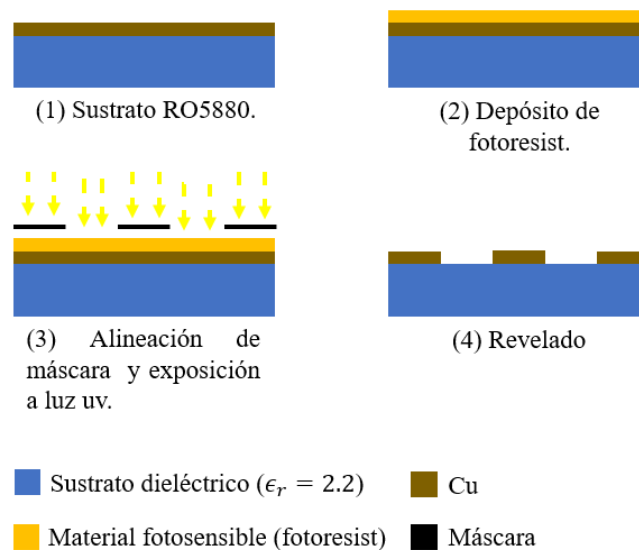 (1) Sustrato RO5880.
(2) Depósito de
fotoresist.
(3) Alineación de
máscara y exposición
a luz uv.
(4) Revelado
Sustrato dieléctrico (ϵᵣ = 2.2)
Cu
Material fotosensible (fotoresist)
Máscara